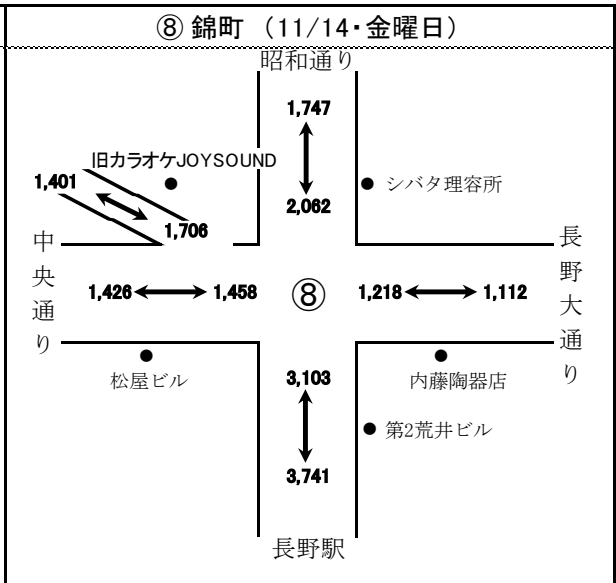 ⑧ 錦町 (11/14・金曜日)
昭和通り
1,747
旧カラオケJOYSOUND
1,401
シバタ理容所
2,062
1,706
中央通り
長野大通り
1,426
1,458
⑧
1,218
1,112
松屋ビル
3,103
内藤陶器店
第2荒井ビル
3,741
長野駅